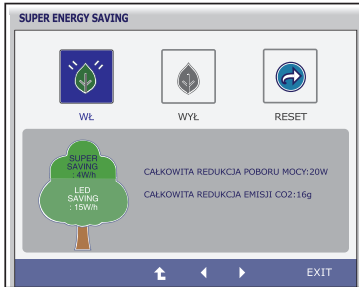 SUPER ENERGY SAVING
WŁ
WYŁ
RESET
SUPER
SAVING
: 4W/h
LED
SAVING
: 15W/h
CAŁKOWITA REDUKCJA POBORU MOCY:20W
CAŁKOWITA REDUKCJA EMISJI CO2:16g
EXIT